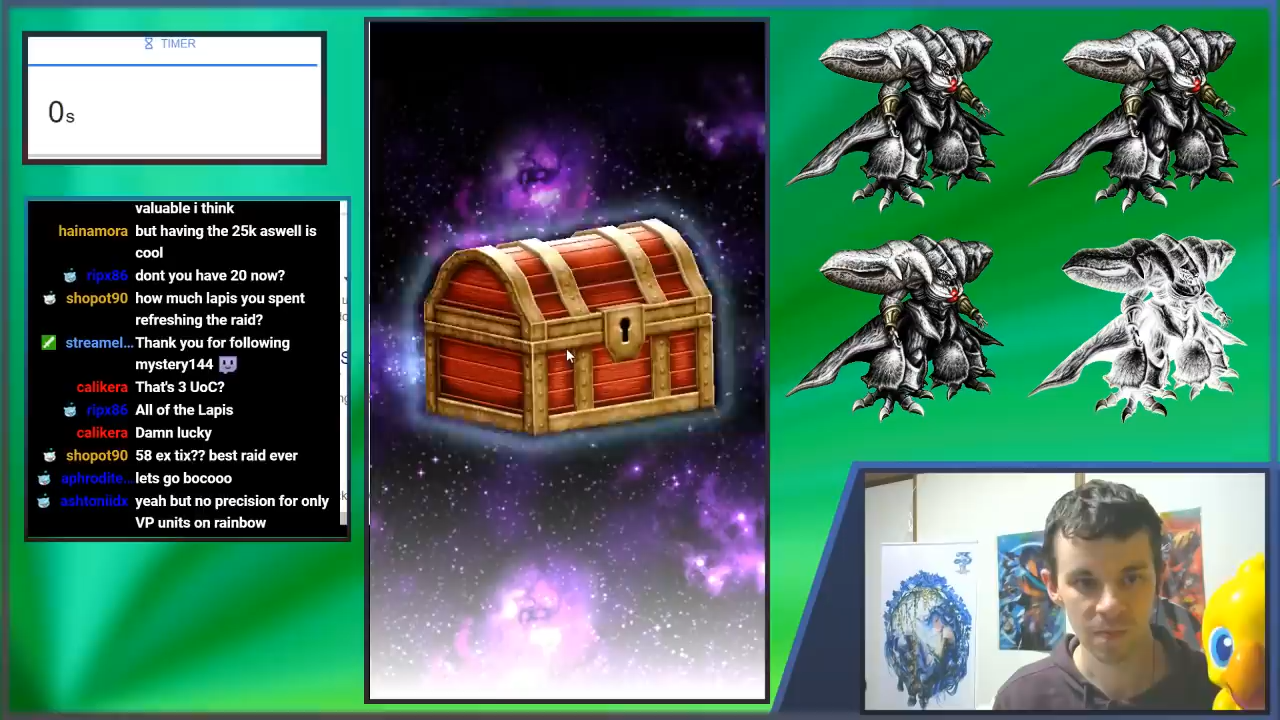 TIMER
0s
valuable i think
hainamora but having the 25k aswell is
cool
ripx86 dont you have 20 now?
shopot90 how much lapis you spent
refreshing the raid?
streamel... Thank you for following
mystery144
calikera That's 3 UoC?
ripx86 All of the Lapis
calikera Damn lucky
shopot90 58 ex tix?? best raid ever
aphrodite... lets go bocooo
ashtoniidx yeah but no precision for only
VP units on rainbow